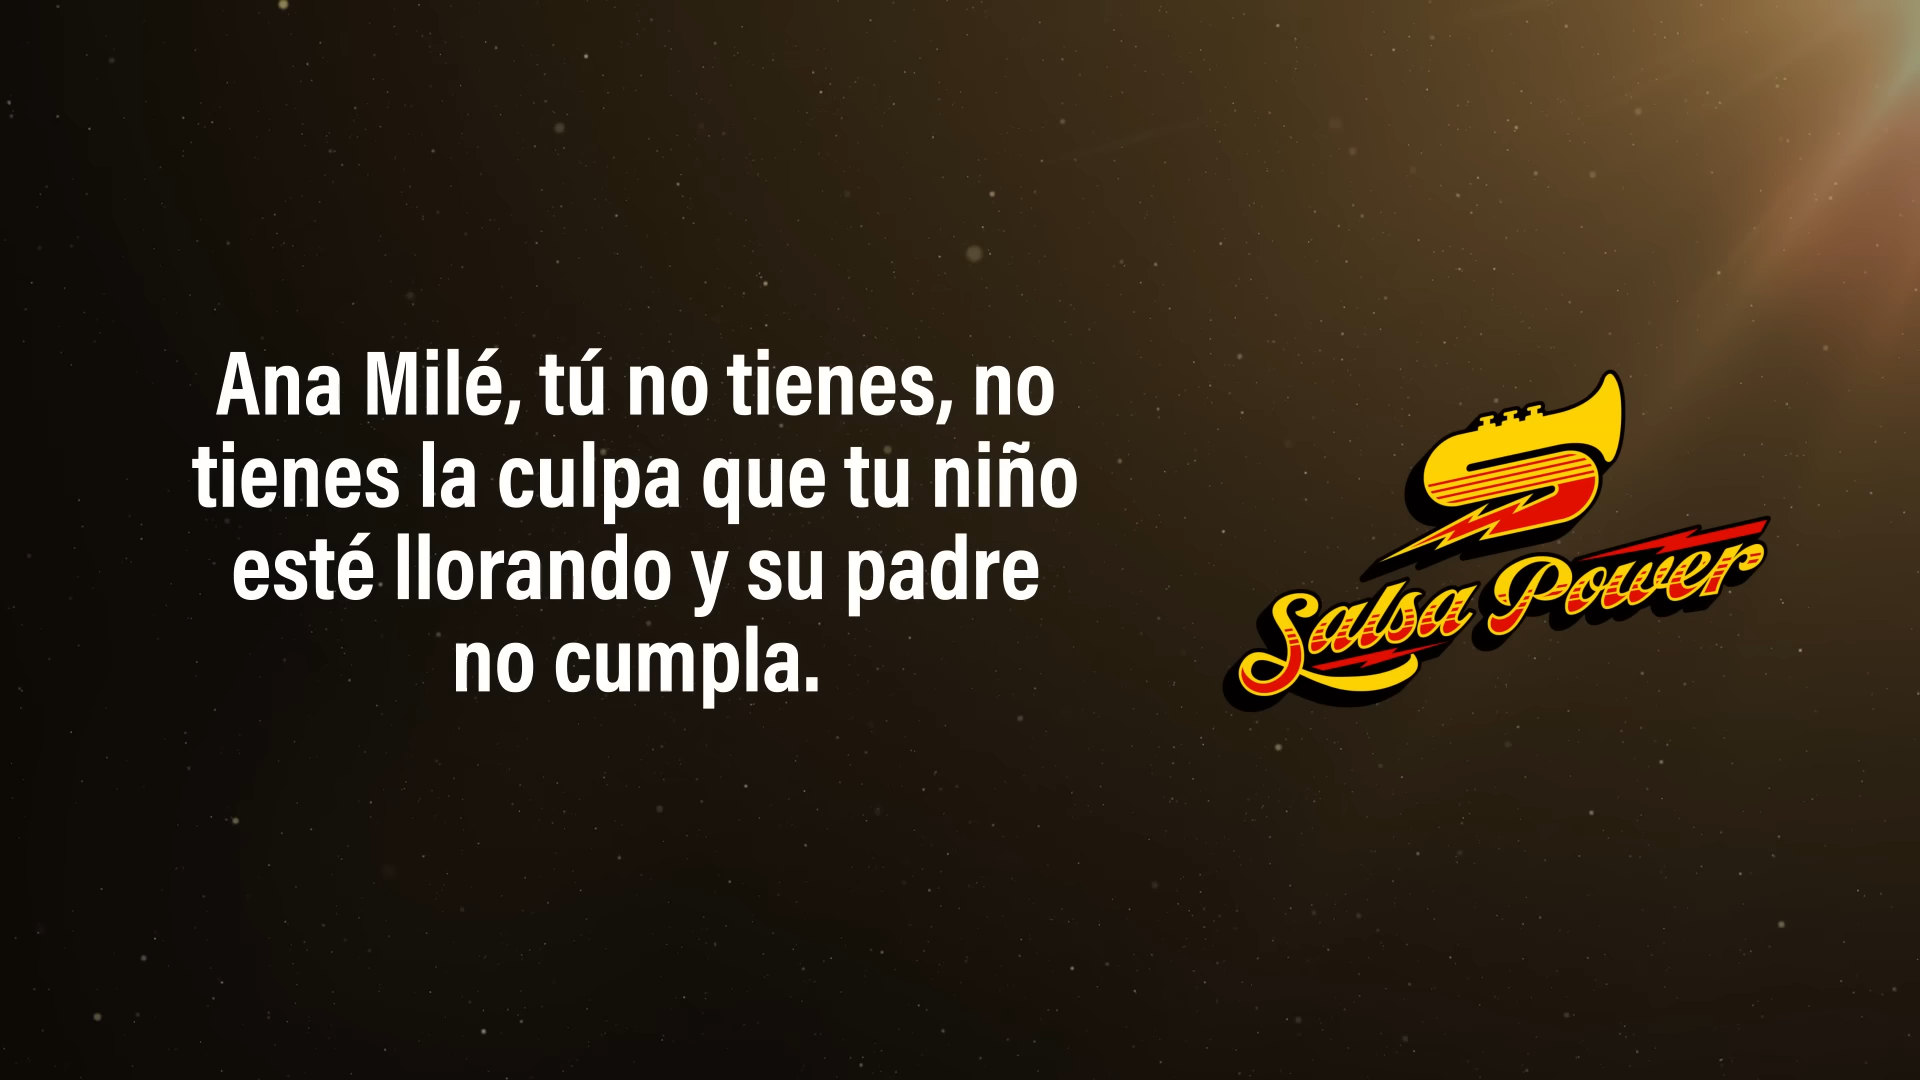 Ana Milé, tú no tienes, no
tienes la culpa que tu niño
esté llorando y su padre
no cumpla.
Salsa Power